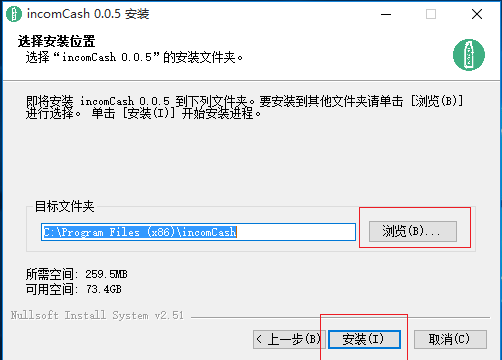 incomCash 0.0.5 安装
选择安装位置
选择“incomCash 0.0.5”的安装文件夹。
即将安装 incomCash 0.0.5 到下列文件夹。要安装到其他文件夹请单击 [浏览(B)]
进行选择。 单击 [安装(I)] 开始安装进程。
目标文件夹
C:\Program Files (x86)\incomCash
浏览(B)...
所需空间: 259.5MB
可用空间: 73.4GB
Nullsoft Install System v2.51
< 上一步(B)
安装(I)
取消(C)